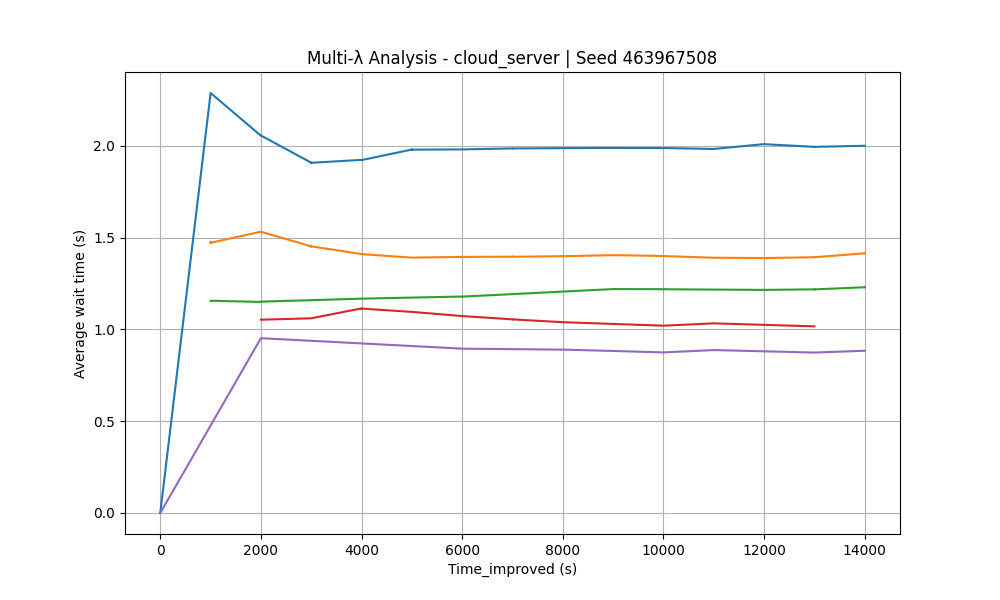 Multi-λ Analysis - cloud_server | Seed 463967508
Average wait time (s)
2.0
1.5
1.0
0.5
0.0
0 2000 4000 6000 8000 10000 12000 14000
Time_improved (s)